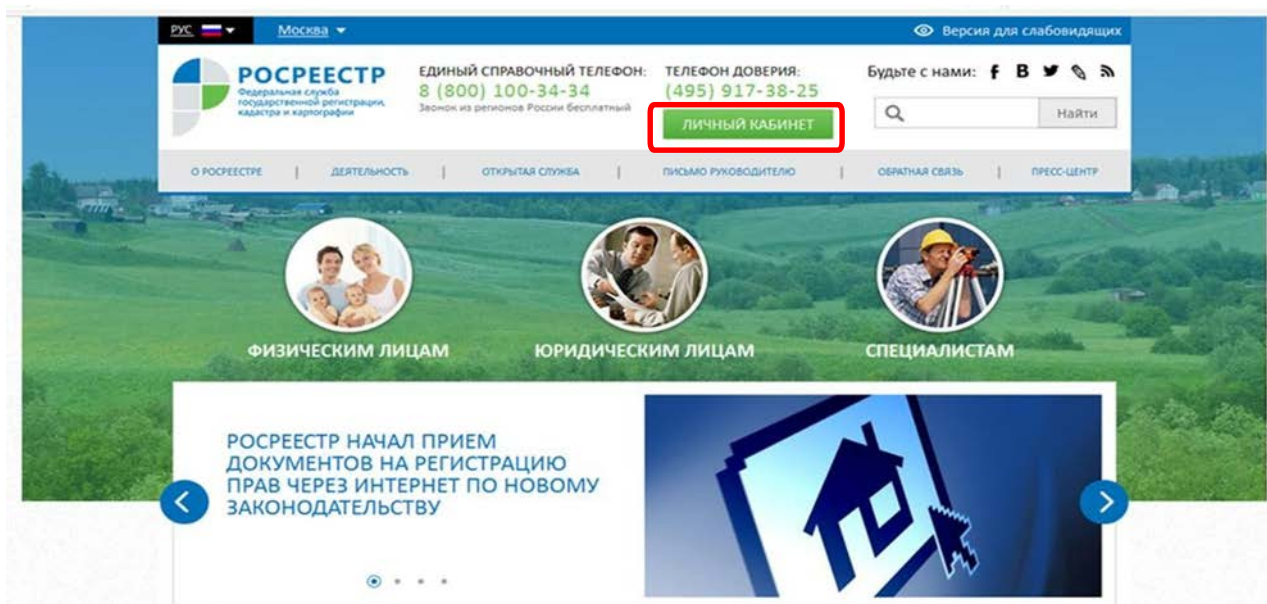 РУС
Москва
Версия для слабовидящих
РОСРЕЕСТР
Федеральная служба
государственной регистрации,
кадастра и картографии
ЕДИНЫЙ СПРАВОЧНЫЙ ТЕЛЕФОН:
8 (800) 100-34-34
Звонок из регионов России бесплатный
ТЕЛЕФОН ДОВЕРИЯ:
(495) 917-38-25
ЛИЧНЫЙ КАБИНЕТ
Будьте с нами:
Найти
О РОСРЕЕСТРЕ | ДЕЯТЕЛЬНОСТЬ | ОТКРЫТАЯ СЛУЖБА | ПИСЬМО РУКОВОДИТЕЛЮ | ОБРАТНАЯ СВЯЗЬ | ПРЕСС-ЦЕНТР
ФИЗИЧЕСКИМ ЛИЦАМ
ЮРИДИЧЕСКИМ ЛИЦАМ
СПЕЦИАЛИСТАМ
РОСРЕЕСТР НАЧАЛ ПРИЕМ
ДОКУМЕНТОВ НА РЕГИСТРАЦИЮ
ПРАВ ЧЕРЕЗ ИНТЕРНЕТ ПО НОВОМУ
ЗАКОНОДАТЕЛЬСТВУ